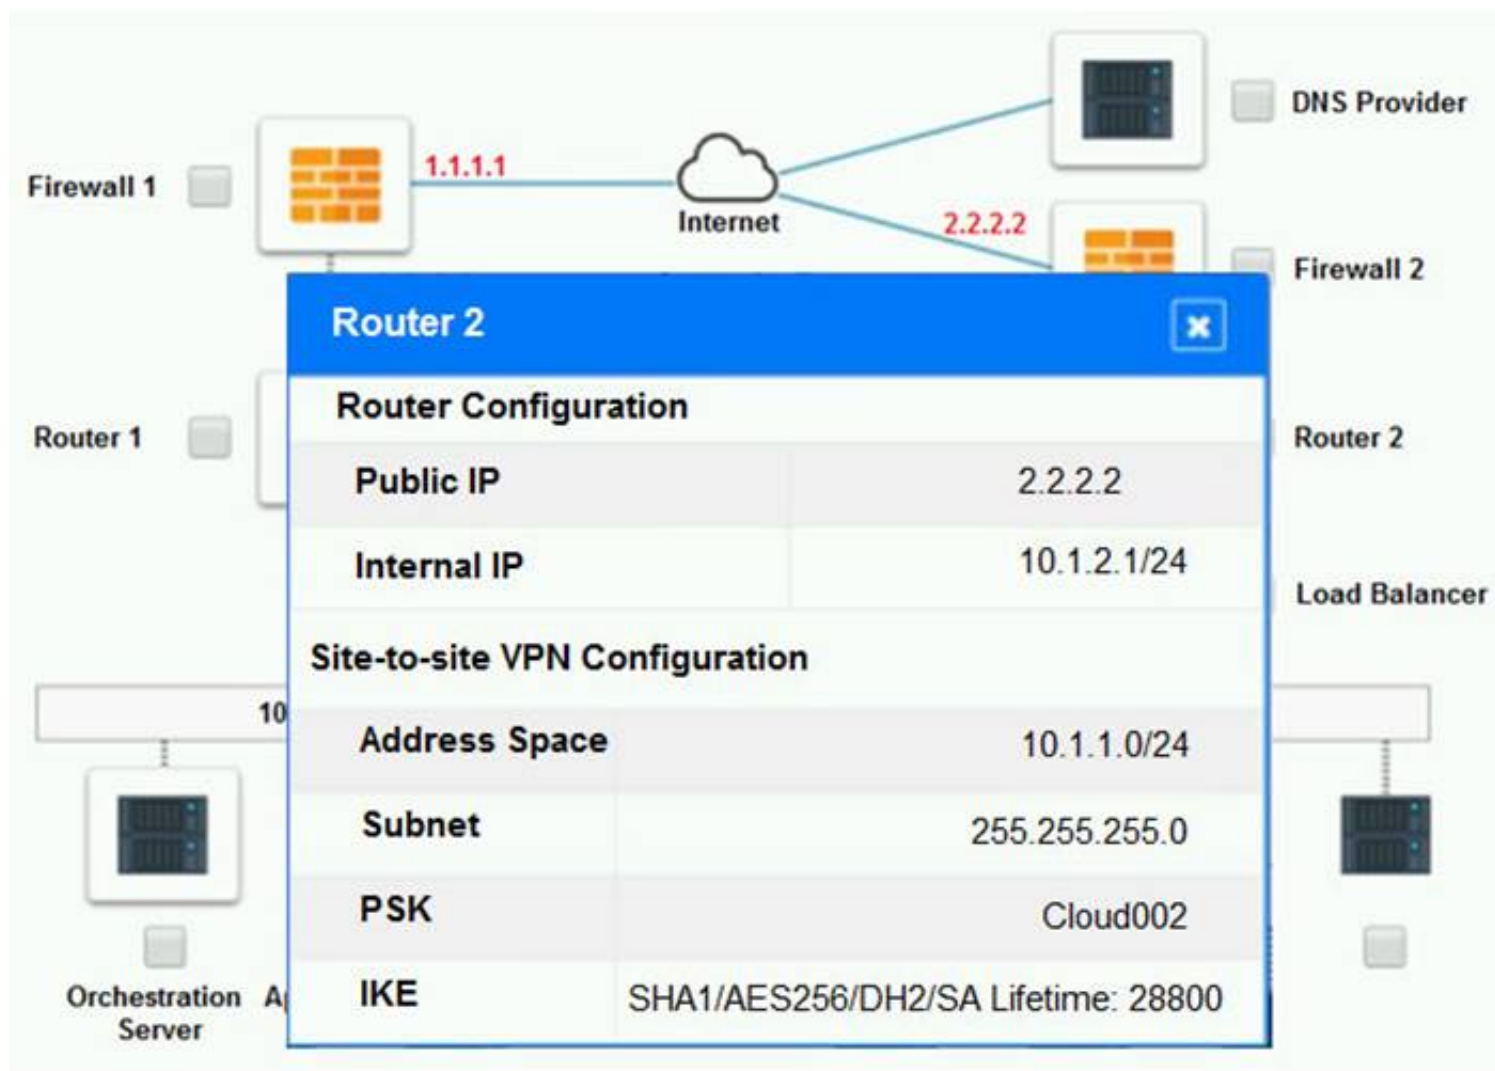 DNS Provider
1.1.1.1
Firewall 1
Internet
2.2.2.2
Firewall 2
Router 2
Router Configuration
Router 1
Router 2
Public IP 2.2.2.2
Internal IP 10.1.2.1/24
Load Balancer
Site-to-site VPN Configuration
10
Address Space 10.1.1.0/24
Subnet 255.255.255.0
PSK Cloud002
IKE SHA1/AES256/DH2/SA Lifetime: 28800
Orchestration
Server